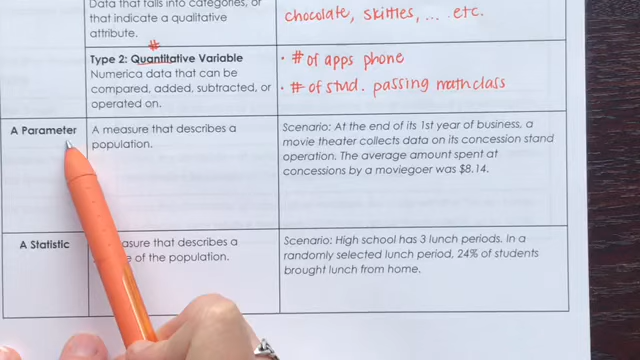 Data that falls into categories, or
that indicate a qualitative
attribute.
chocolate, skittles, ... . etc.
#
Type 2: Quantitative Variable
Numerica data that can be
compared, added, subtracted, or
operated on.
• # of apps phone
• # of stud. passing math class
A Parameter
A measure that describes a
population.
Scenario: At the end of its 1st year of business, a
movie theater collects data on its concession stand
operation. The average amount spent at
concessions by a moviegoer was $8.14.
A Statistic
asure that describes a
e of the population.
Scenario: High school has 3 lunch periods. In a
randomly selected lunch period, 24% of students
brought lunch from home.